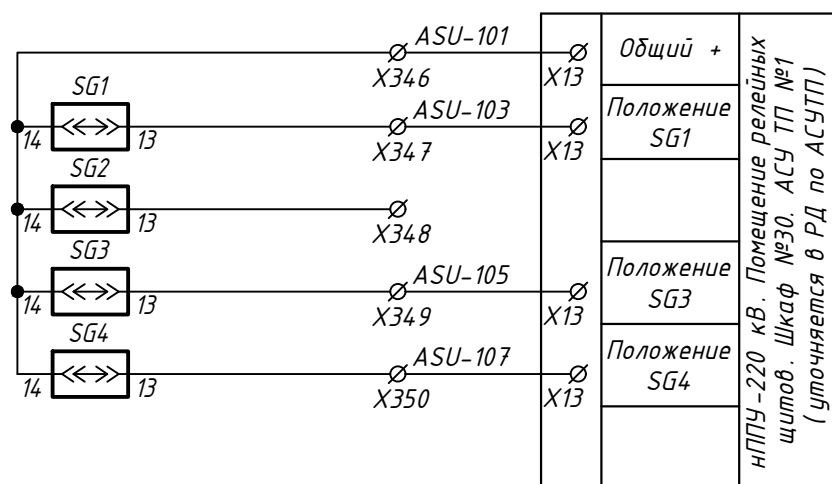 ASU-101
X346
X13
Общий +
SG1
14
13
ASU-103
X347
X13
Положение
SG1
SG2
14
13
X348
SG3
14
13
ASU-105
X349
X13
Положение
SG3
SG4
14
13
ASU-107
X350
X13
Положение
SG4
нППУ-220 кВ. Помещение релейных
щитов. Шкаф №30. АСУ ТП №1
(уточняется в РД по АСУТП)